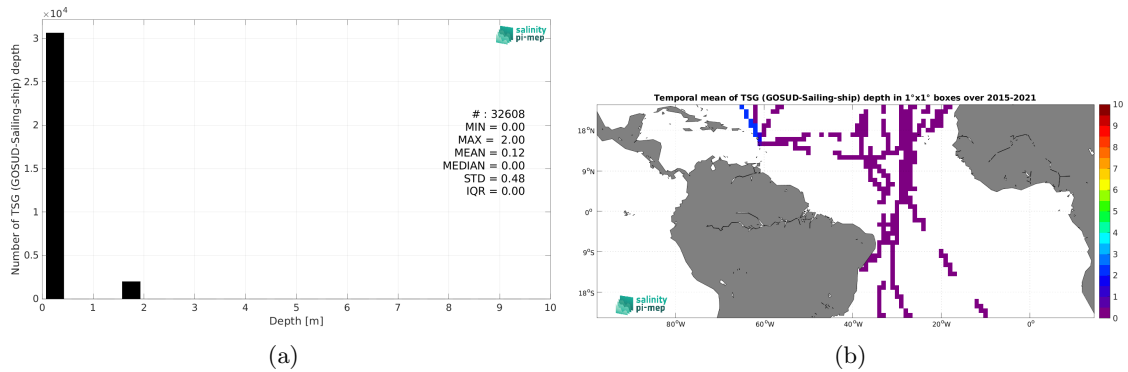 ×10⁴
3
2.5
2
1.5
1
0.5
0
0 1 2 3 4 5 6 7 8 9 10
Number of TSG (GOSUD-Sailing-ship) depth
Depth [m]
salinity
pi-mep
# : 32608
MIN = 0.00
MAX = 2.00
MEAN = 0.12
MEDIAN = 0.00
STD = 0.48
IQR = 0.00
(a)
Temporal mean of TSG (GOSUD-Sailing-ship) depth in 1°x1° boxes over 2015-2021
18°N
9°N
0°
9°S
18°S
80°W 60°W 40°W 20°W 0°
10
9
8
7
6
5
4
3
2
1
0
salinity
pi-mep
(b)